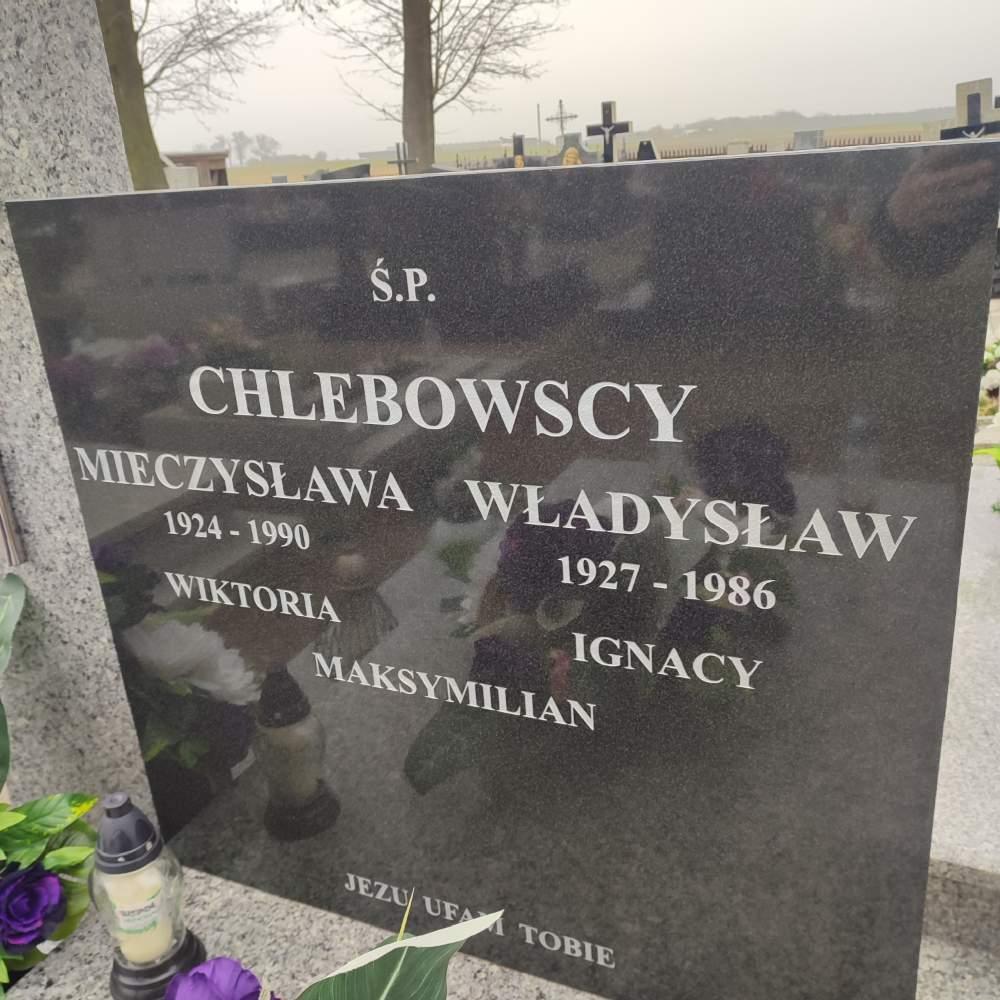 Ś.P.
CHLEBOWSCY
MIECZYSŁAWA WŁADYSŁAW
1924 - 1990 1927 - 1986
WIKTORIA IGNACY
MAKSYMILIAN
JEZU UFAM TOBIE